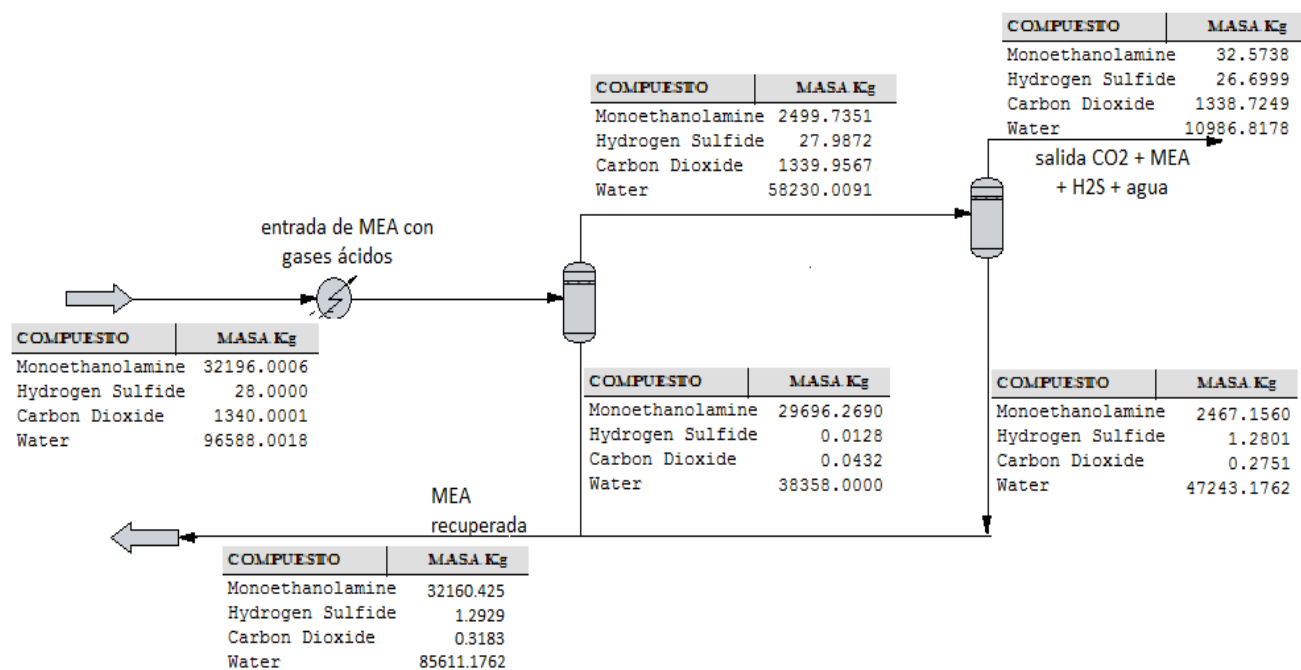 COMPUESTO MASA Kg
Monoethanolamine 32.5738
Hydrogen Sulfide 26.6999
Carbon Dioxide 1338.7249
Water 10986.8178
salida CO2 + MEA
+ H2S + agua
COMPUESTO MASA Kg
Monoethanolamine 2499.7351
Hydrogen Sulfide 27.9872
Carbon Dioxide 1339.9567
Water 58230.0091
entrada de MEA con
gases ácidos
COMPUESTO MASA Kg
Monoethanolamine 32196.0006
Hydrogen Sulfide 28.0000
Carbon Dioxide 1340.0001
Water 96588.0018
COMPUESTO MASA Kg
Monoethanolamine 29696.2690
Hydrogen Sulfide 0.0128
Carbon Dioxide 0.0432
Water 38358.0000
COMPUESTO MASA Kg
Monoethanolamine 2467.1560
Hydrogen Sulfide 1.2801
Carbon Dioxide 0.2751
Water 47243.1762
MEA
recuperada
COMPUESTO MASA Kg
Monoethanolamine 32160.425
Hydrogen Sulfide 1.2929
Carbon Dioxide 0.3183
Water 85611.1762